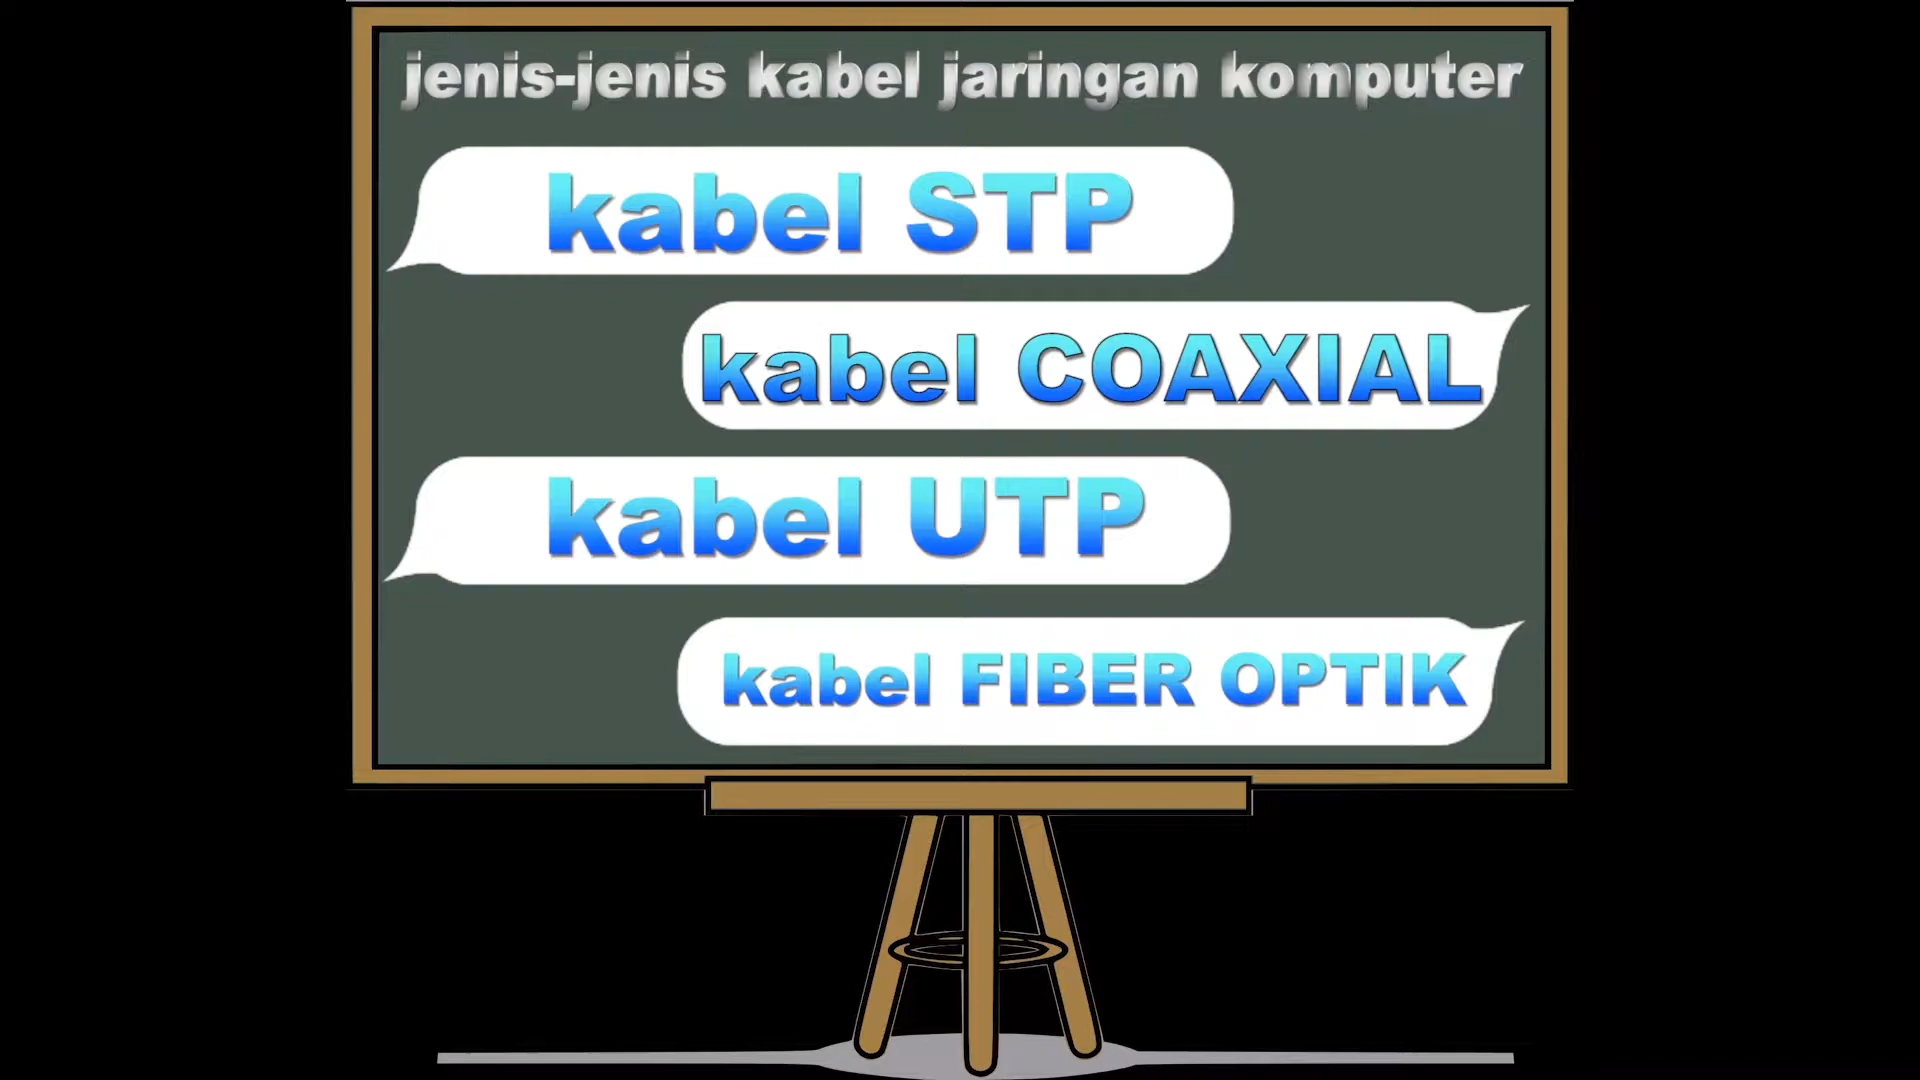 jenis-jenis kabel jaringan komputer
kabel STP
kabel COAXIAL
kabel UTP
kabel FIBER OPTIK